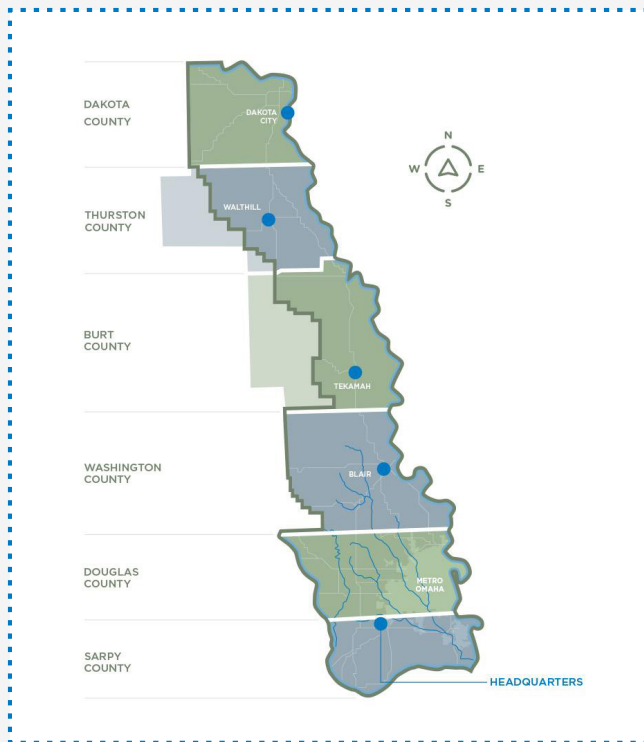 DAKOTA
COUNTY
DAKOTA
CITY
N
W
E
S
THURSTON
COUNTY
WALTHILL
BURT
COUNTY
TEKAMAH
WASHINGTON
COUNTY
BLAIR
DOUGLAS
COUNTY
METRO
OMAHA
SARPY
COUNTY
HEADQUARTERS